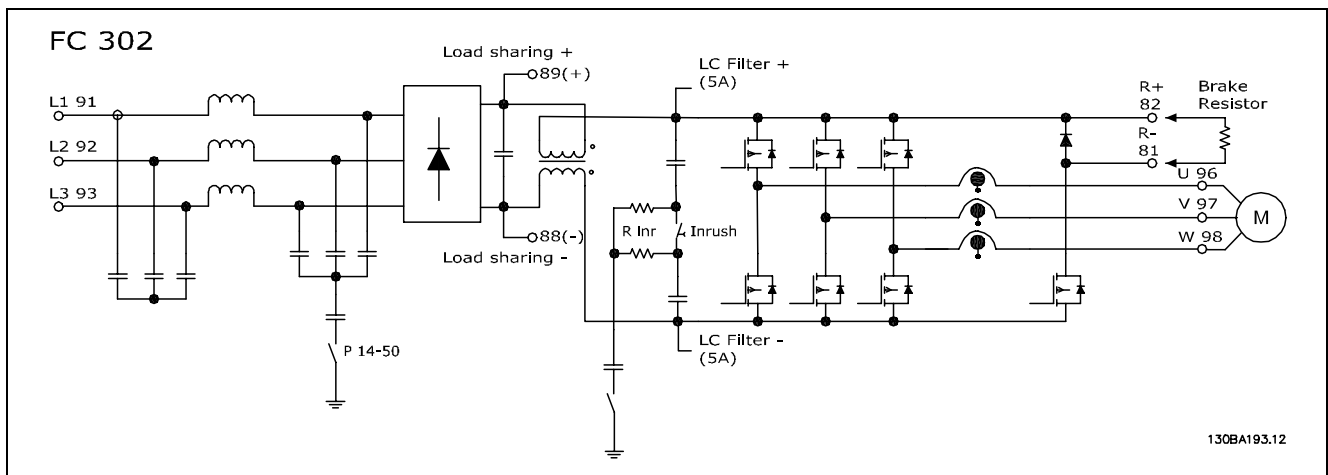 FC 302
Load sharing +
89(+)
LC Filter +
(5A)
R+
82
Brake
Resistor
R-
81
L1 91
L2 92
L3 93
U 96
V 97
W 98
M
R Inr
Inrush
88(-)
Load sharing -
LC Filter -
(5A)
P 14-50
130BA193.12